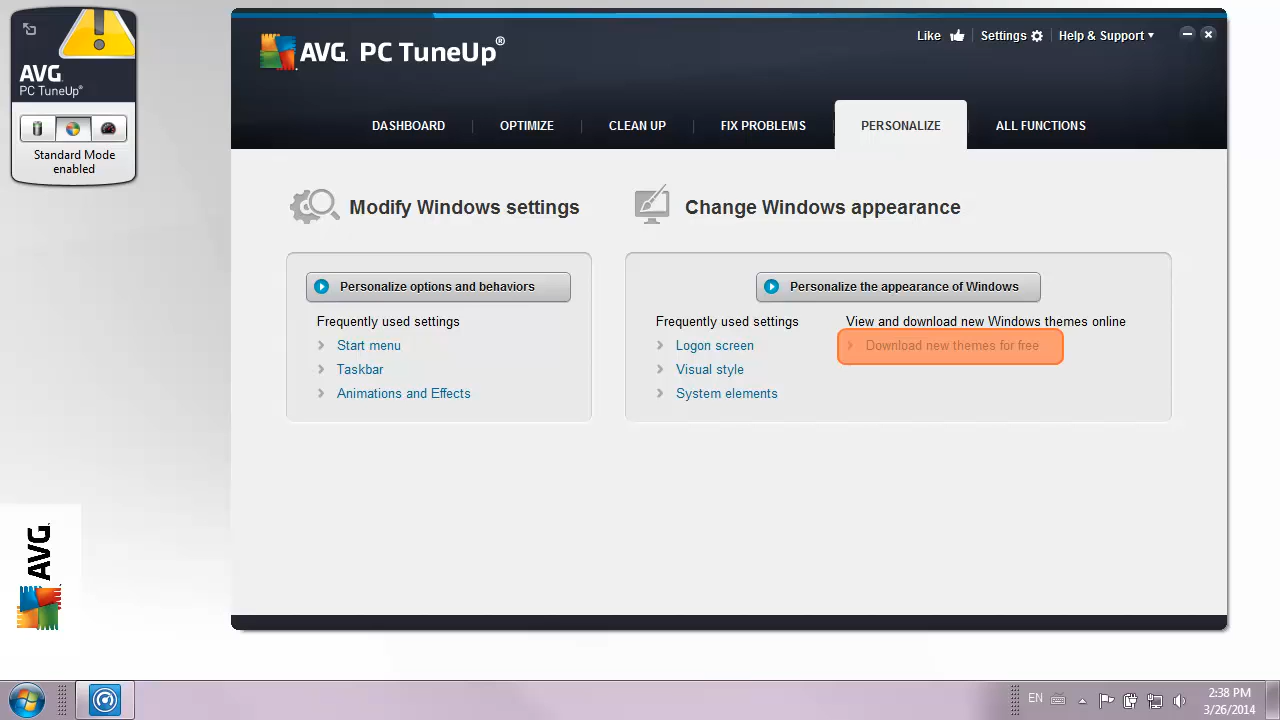 AVG.
PC TuneUp®
Standard Mode
enabled
AVG. PC TuneUp®
Like
Settings
Help & Support
DASHBOARD
OPTIMIZE
CLEAN UP
FIX PROBLEMS
PERSONALIZE
ALL FUNCTIONS
Modify Windows settings
Personalize options and behaviors
Frequently used settings
Start menu
Taskbar
Animations and Effects
Change Windows appearance
Personalize the appearance of Windows
Frequently used settings
Logon screen
Visual style
System elements
View and download new Windows themes online
Download new themes for free
AVG.
EN
2:38 PM
3/26/2014